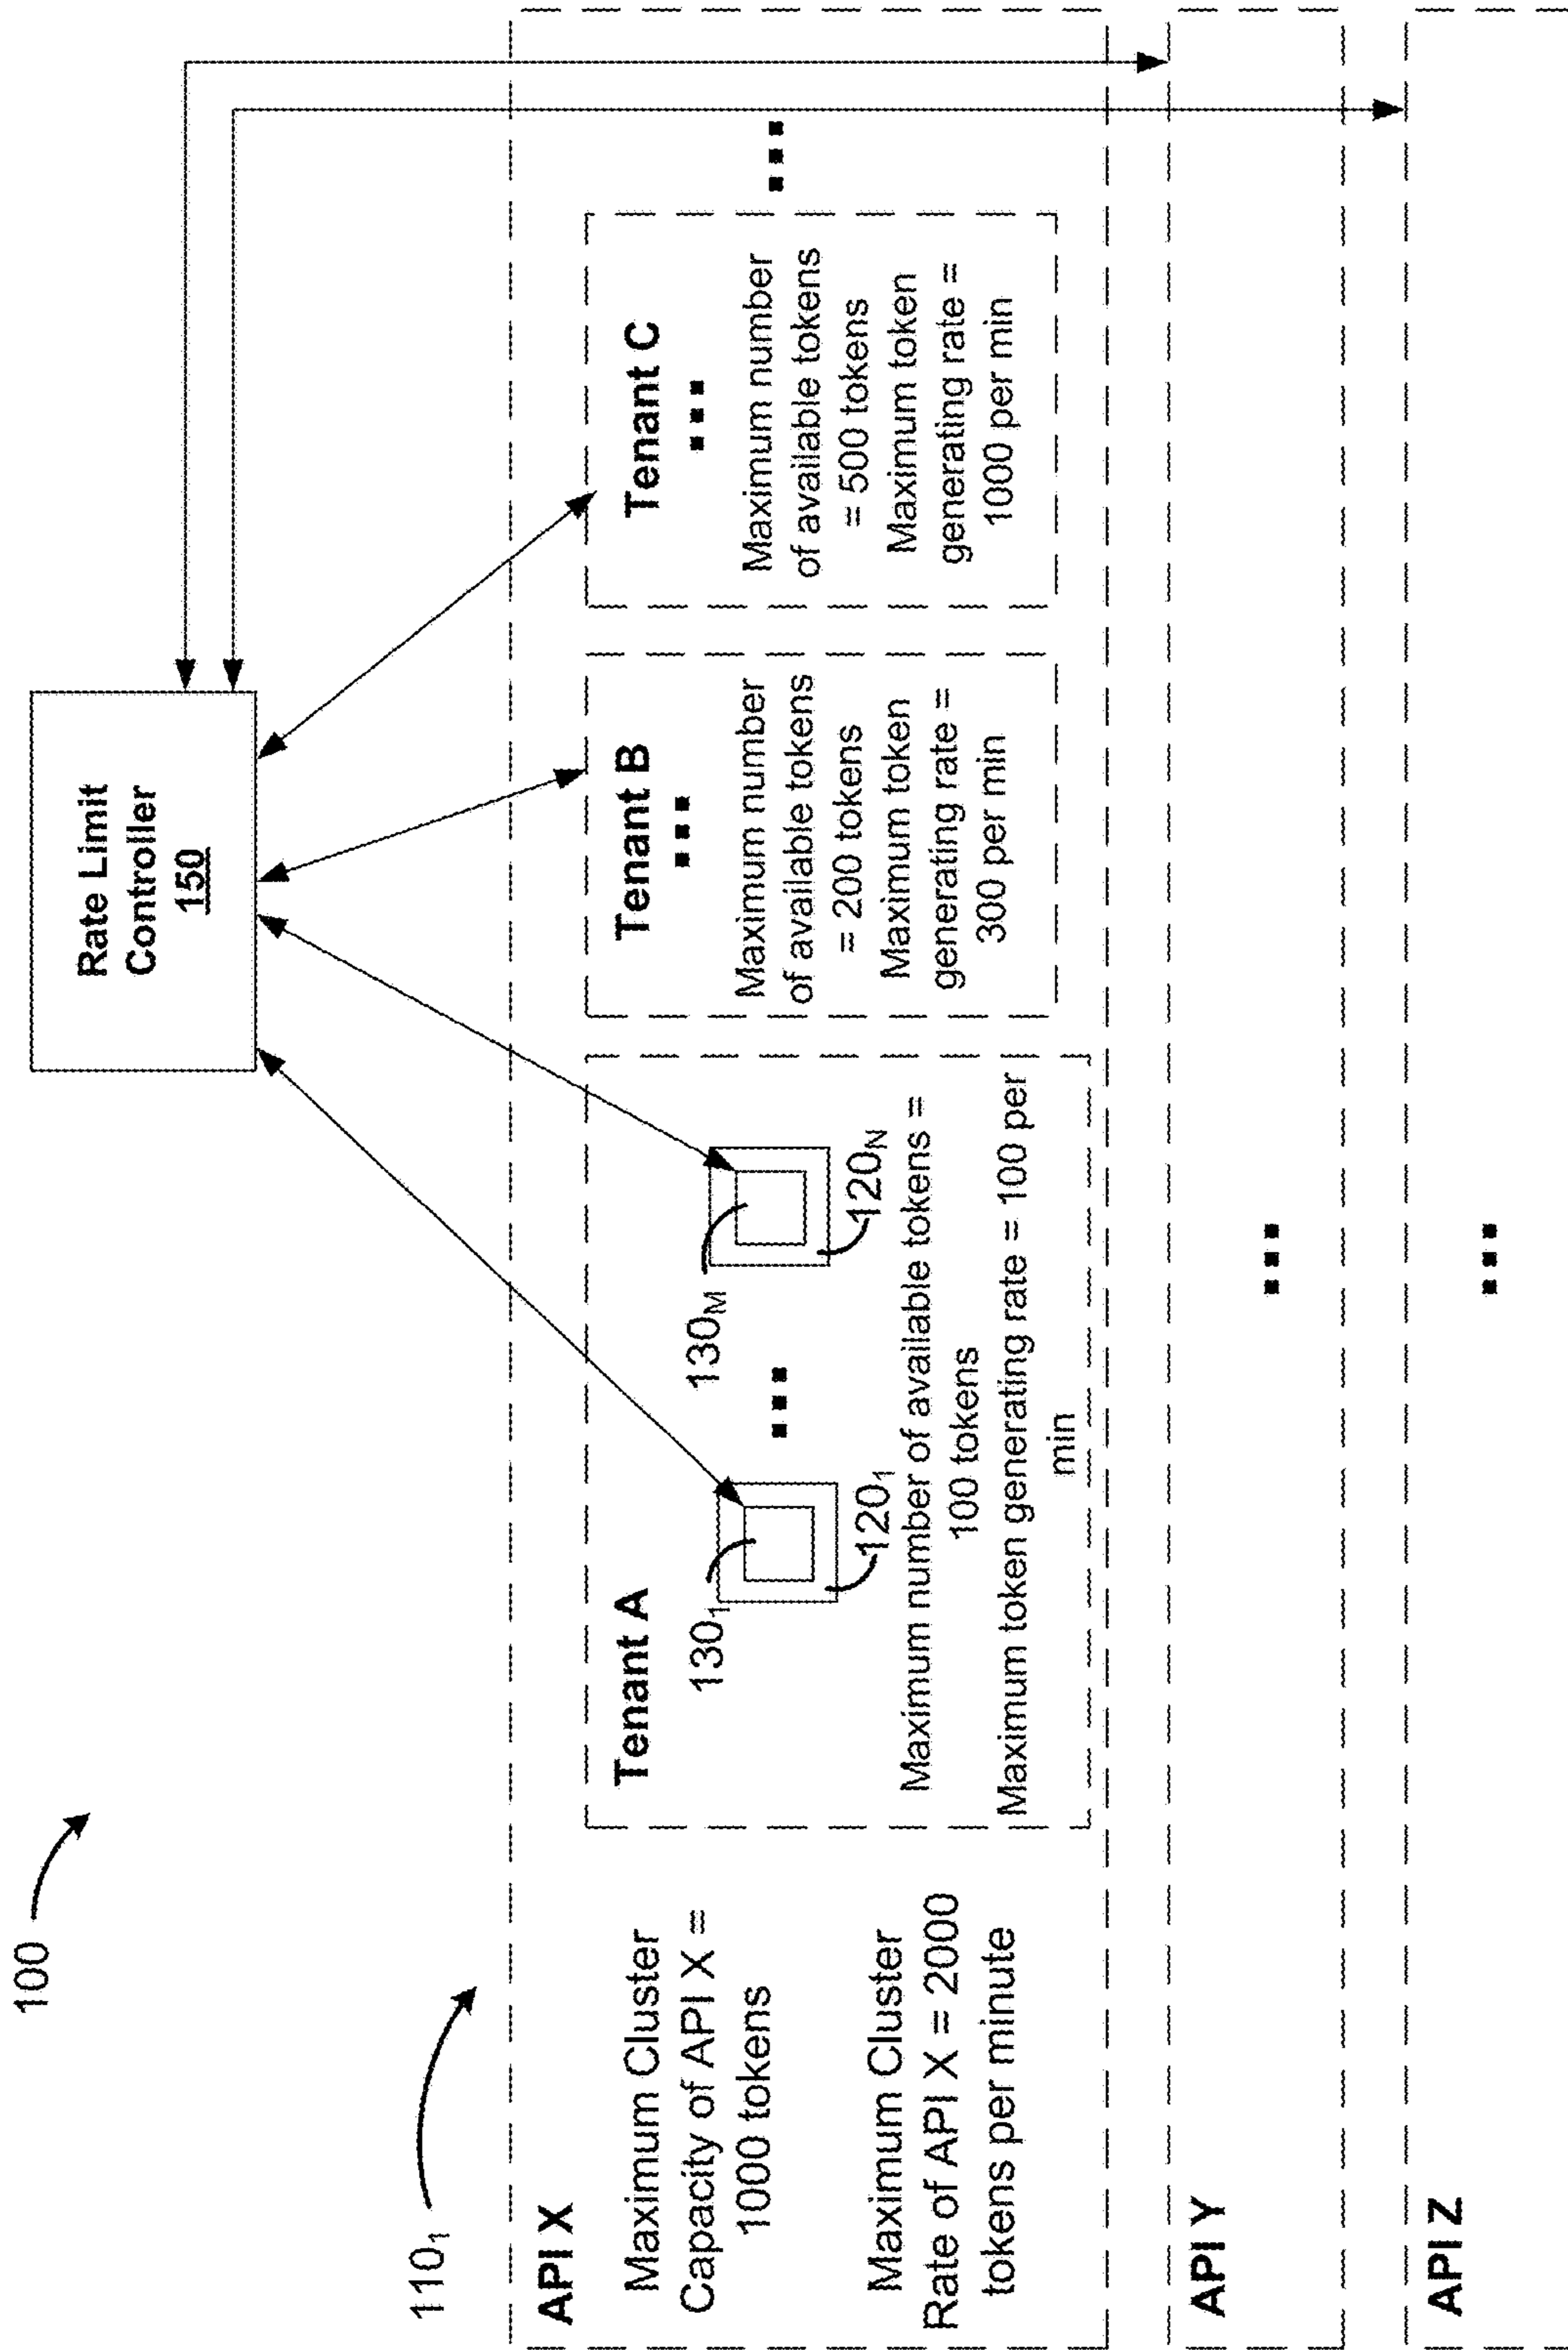 100
Rate Limit
Controller
150
110₁
API X
Maximum Cluster
Capacity of API X =
1000 tokens
Maximum Cluster
Rate of API X = 2000
tokens per minute
Tenant A
130₁
120₁
130M
120N
Maximum number of available tokens =
100 tokens
Maximum token generating rate = 100 per
min
Tenant B
Maximum number
of available tokens
= 200 tokens
Maximum token
generating rate =
300 per min
Tenant C
Maximum number
of available tokens
= 500 tokens
Maximum token
generating rate =
1000 per min
API Y
API Z